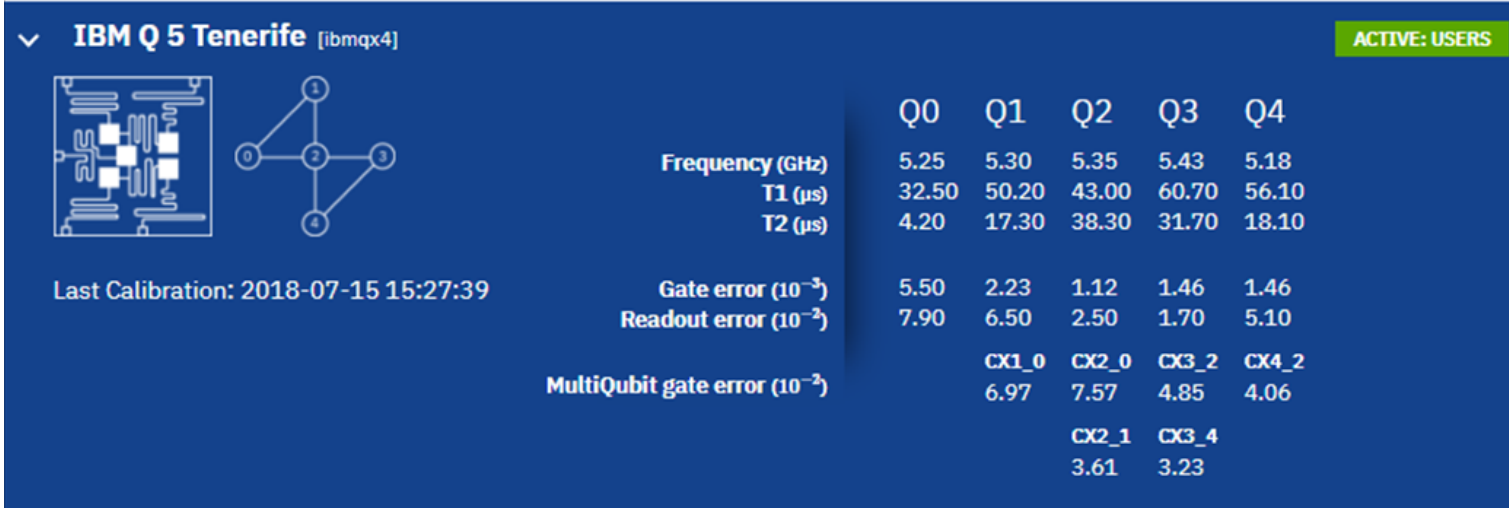 IBM Q 5 Tenerife [ibmqx4]
ACTIVE: USERS
1
0 2 3
4
Last Calibration: 2018-07-15 15:27:39
Q0 Q1 Q2 Q3 Q4
Frequency (GHz) 5.25 5.30 5.35 5.43 5.18
T1 (µs) 32.50 50.20 43.00 60.70 56.10
T2 (µs) 4.20 17.30 38.30 31.70 18.10
Gate error (10⁻³) 5.50 2.23 1.12 1.46 1.46
Readout error (10⁻²) 7.90 6.50 2.50 1.70 5.10
CX1_0 CX2_0 CX3_2 CX4_2
MultiQubit gate error (10⁻²) 6.97 7.57 4.85 4.06
CX2_1 CX3_4
3.61 3.23